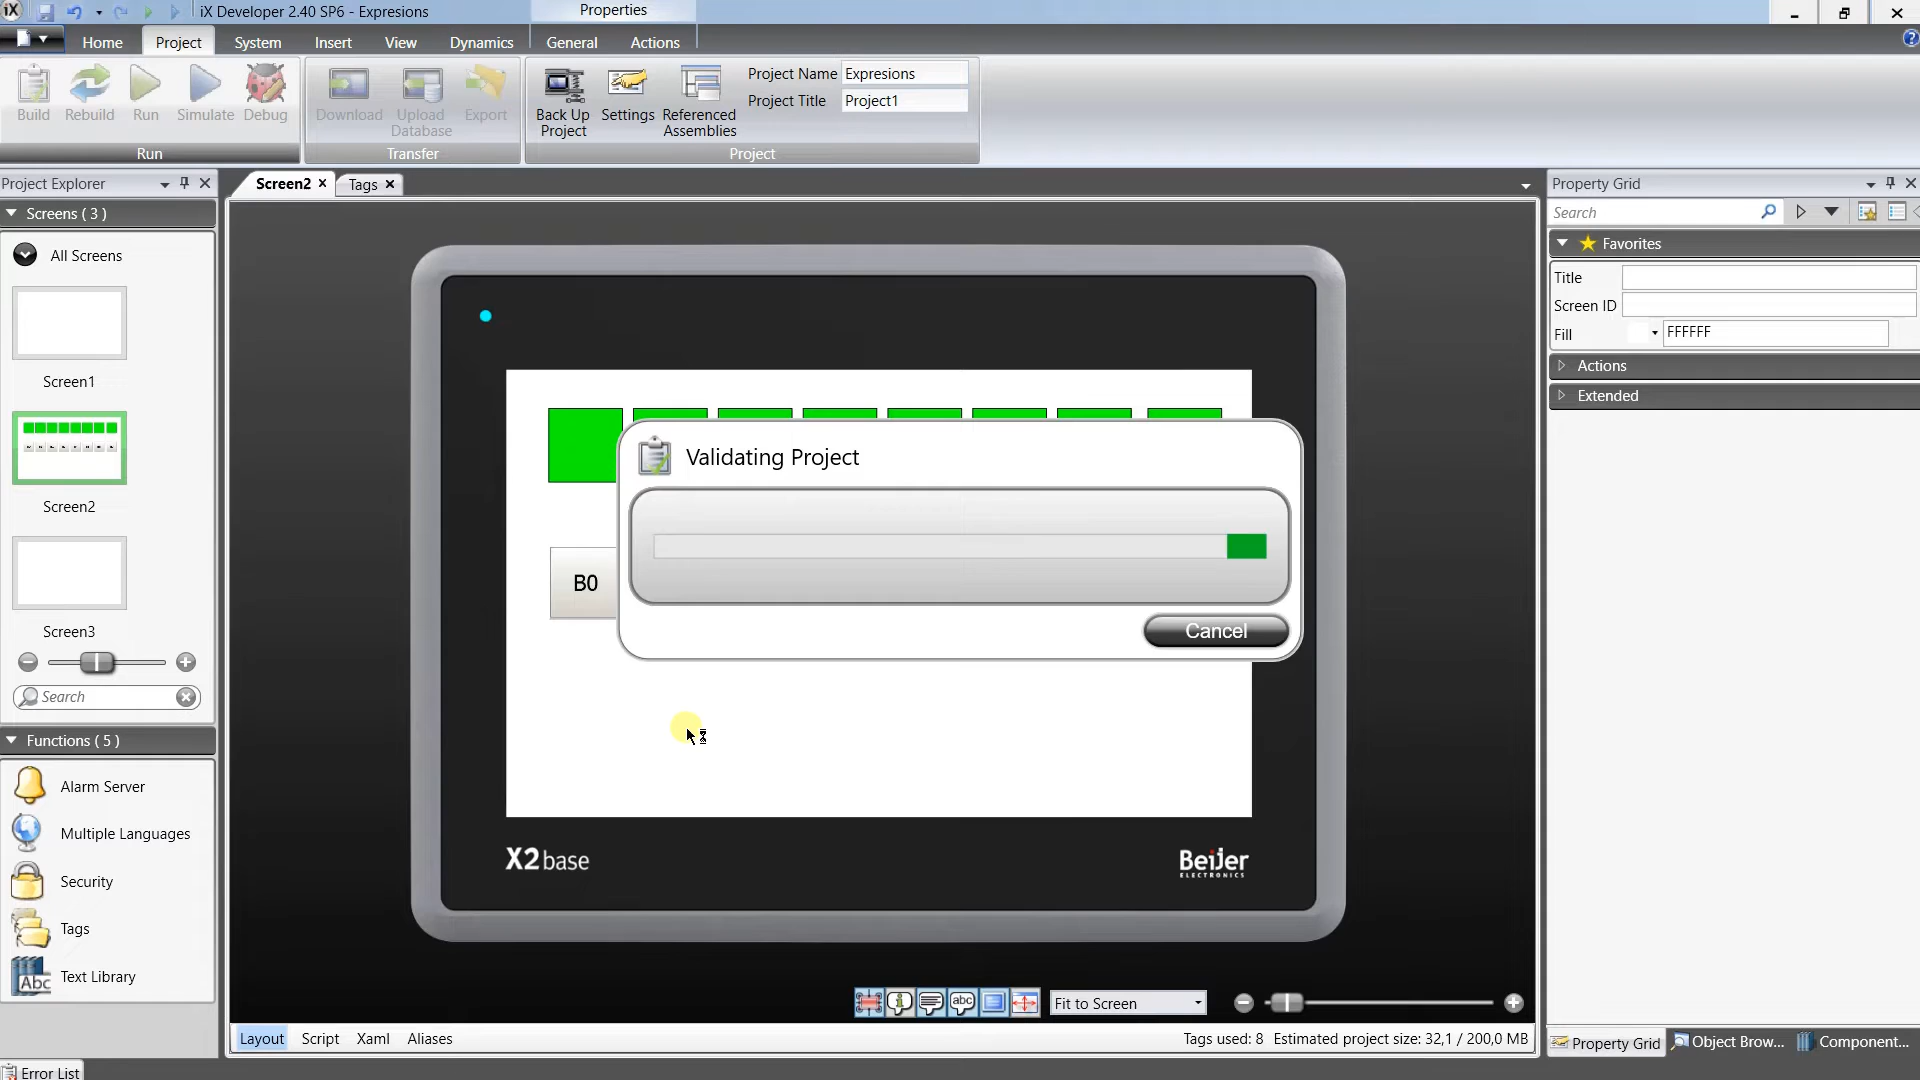 iX Developer 2.40 SP6 - Expresions
Properties
Home Project System Insert View Dynamics General Actions
Build Rebuild Run Simulate Debug
Download Upload Database Export
Back Up Project Settings Referenced Assemblies
Project Name Expresions
Project Title Project1
Run Transfer Project
Project Explorer
Screen2 Tags
Property Grid
Screens ( 3 )
Search
All Screens
Favorites
Title
Screen ID
Fill FFFFFF
Actions
Extended
Screen1
Screen2
Screen3
Search
Validating Project
Cancel
B0
Functions ( 5 )
Alarm Server
Multiple Languages
Security
Tags
Abc Text Library
X2 base
Beijer
ELECTRONICS
abc
Fit to Screen
Layout Script Xaml Aliases
Tags used: 8 Estimated project size: 32,1 / 200,0 MB
Property Grid Object Brow... Component...
Error List